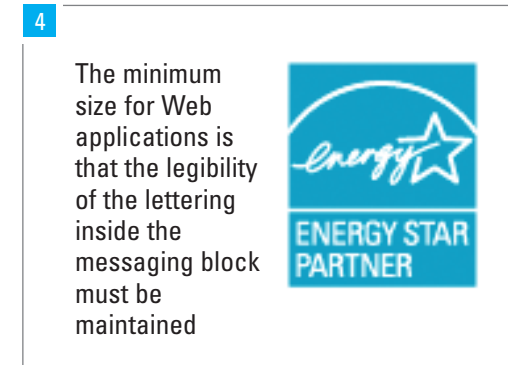 4
The minimum
size for Web
applications is
that the legibility
of the lettering
inside the
messaging block
must be
maintained
energy
ENERGY STAR
PARTNER